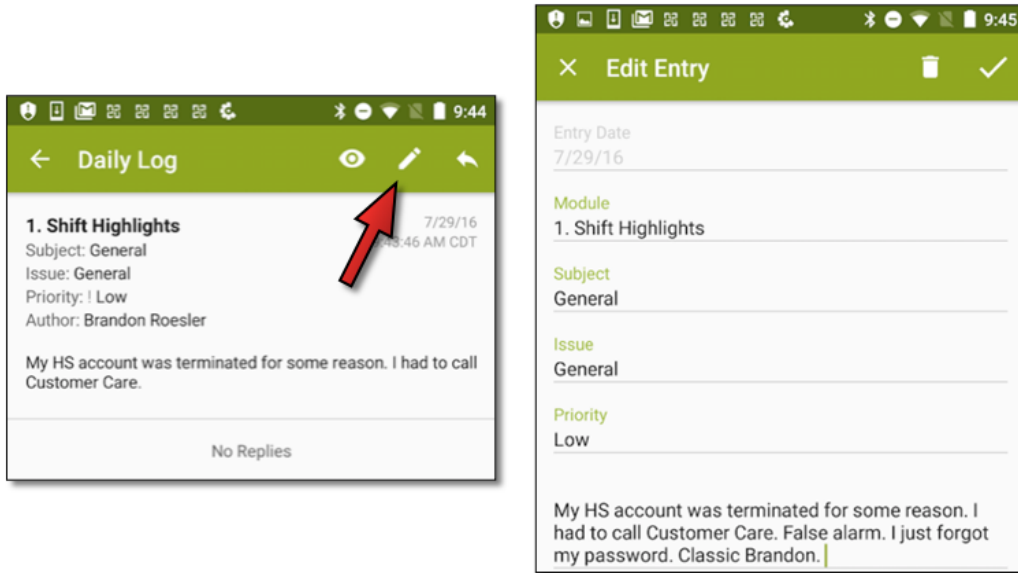 9:44
Daily Log
1. Shift Highlights
7/29/16
Subject: General
:46 AM CDT
Issue: General
Priority: ! Low
Author: Brandon Roesler
My HS account was terminated for some reason. I had to call
Customer Care.
No Replies
9:45
Edit Entry
Entry Date
7/29/16
Module
1. Shift Highlights
Subject
General
Issue
General
Priority
Low
My HS account was terminated for some reason. I
had to call Customer Care. False alarm. I just forgot
my password. Classic Brandon.